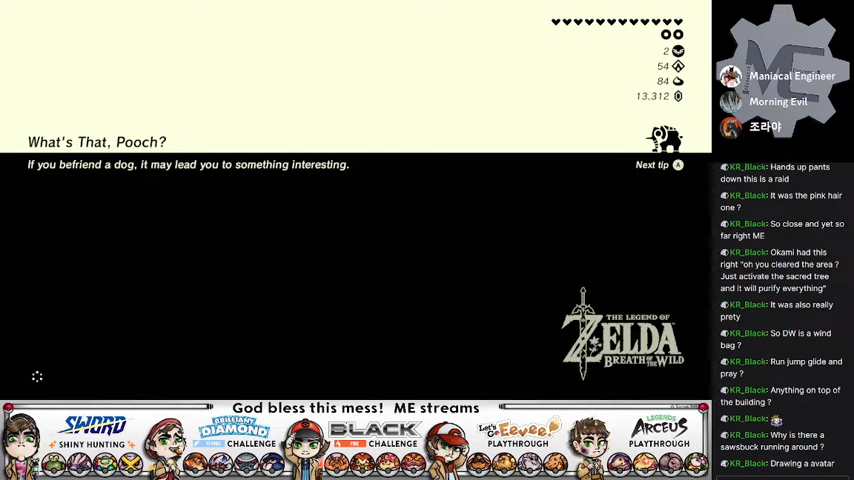 2
54
84
13,312
What's That, Pooch?
If you befriend a dog, it may lead you to something interesting.
Next tip A
THE LEGEND OF
ZELDA
BREATH OF THE WILD
God bless this mess!  ME streams
SWORD
SHINY HUNTING
BRILLIANT
DIAMOND
CHALLENGE
BLACK
FIRE CHALLENGE
Let's Go Eevee!
PLAYTHROUGH
LEGENDS
ARCEUS
PLAYTHROUGH
ME
Maniacal Engineer
Morning Evil
조라야
KR_Black: Hands up pants
down this is a raid
KR_Black: It was the pink hair
one ?
KR_Black: So close and yet so
far right ME
KR_Black: Okami had this
right "oh you cleared the area ?
Just activate the sacred tree
and it will purify everything"
KR_Black: It was also really
prety
KR_Black: So DW is a wind
bag ?
KR_Black: Run jump glide and
pray ?
KR_Black: Anything on top of
the building ?
KR_Black:
KR_Black: Why is there a
sawsbuck running around ?
KR_Black: Drawing a avatar